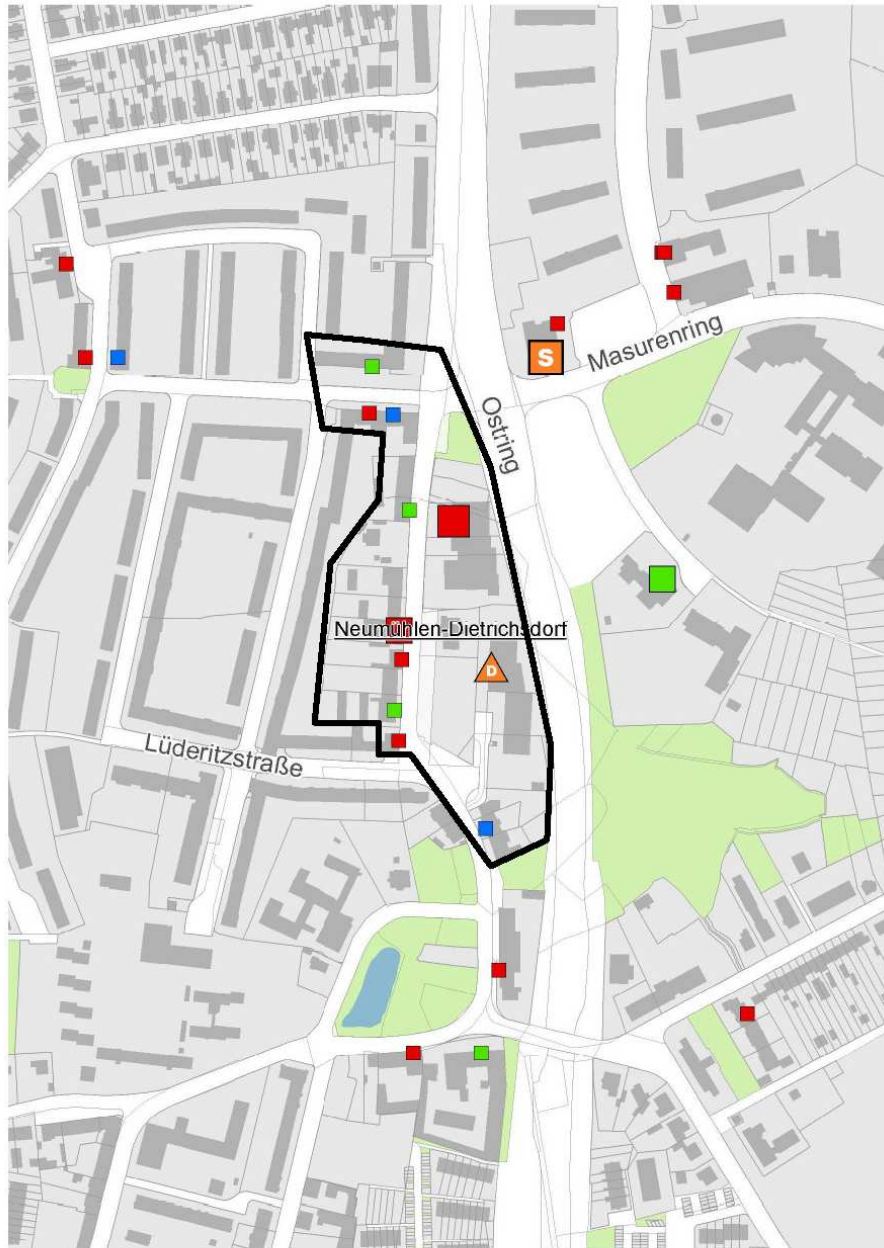 S
Masurenring
Ostring
Neumühlen-Dietrichsdorf
D
Lüderitzstraße